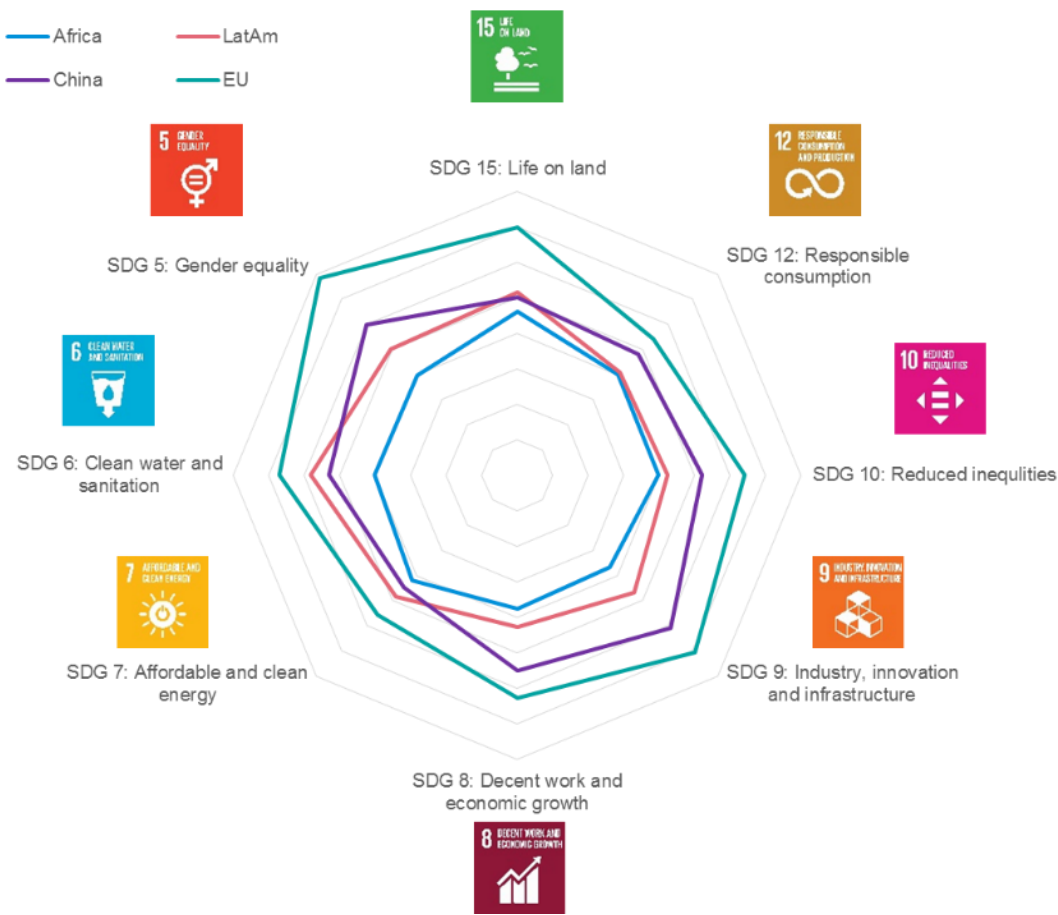 Africa
LatAm
China
EU
15 LIFE
ON LAND
5 GENDER
EQUALITY
12 RESPONSIBLE
CONSUMPTION
AND PRODUCTION
SDG 15: Life on land
SDG 5: Gender equality
SDG 12: Responsible
consumption
6 CLEAN WATER
AND SANITATION
10 REDUCED
INEQUALITIES
SDG 6: Clean water and
sanitation
SDG 10: Reduced inequlities
7 AFFORDABLE AND
CLEAN ENERGY
9 INDUSTRY, INNOVATION
AND INFRASTRUCTURE
SDG 7: Affordable and clean
energy
SDG 9: Industry, innovation
and infrastructure
SDG 8: Decent work and
economic growth
8 DECENT WORK AND
ECONOMIC GROWTH